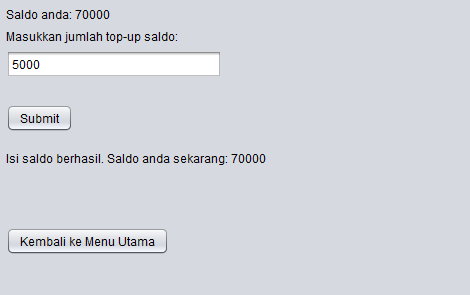 Saldo anda: 70000
Masukkan jumlah top-up saldo:
5000
Submit
Isi saldo berhasil. Saldo anda sekarang: 70000
Kembali ke Menu Utama